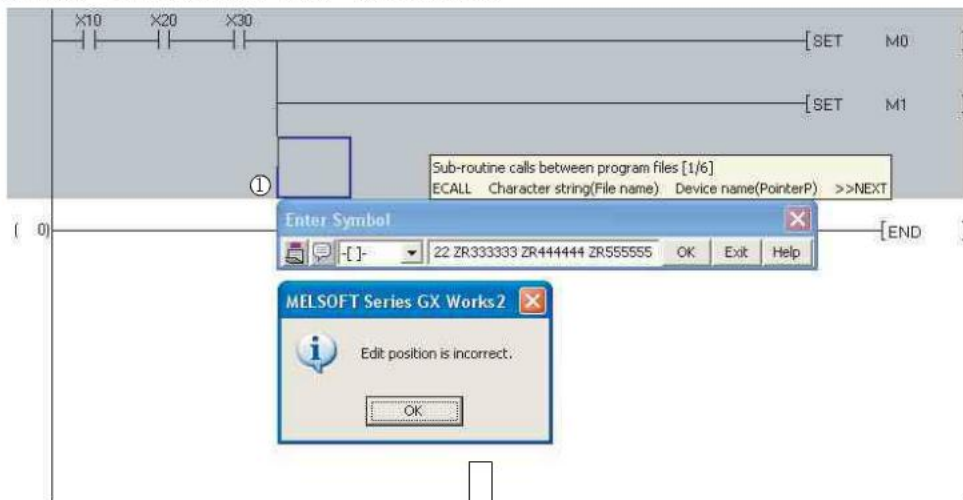 X10 X20 X30
[SET M0 ]
[SET M1 ]
①
Sub-routine calls between program files [1/6]
ECALL Character string(File name) Device name(PointerP) >>NEXT
( 0)
[END ]
Enter Symbol
-[ ]- 22 ZR333333 ZR444444 ZR555555 OK Exit Help
MELSOFT Series GX Works2
Edit position is incorrect.
OK